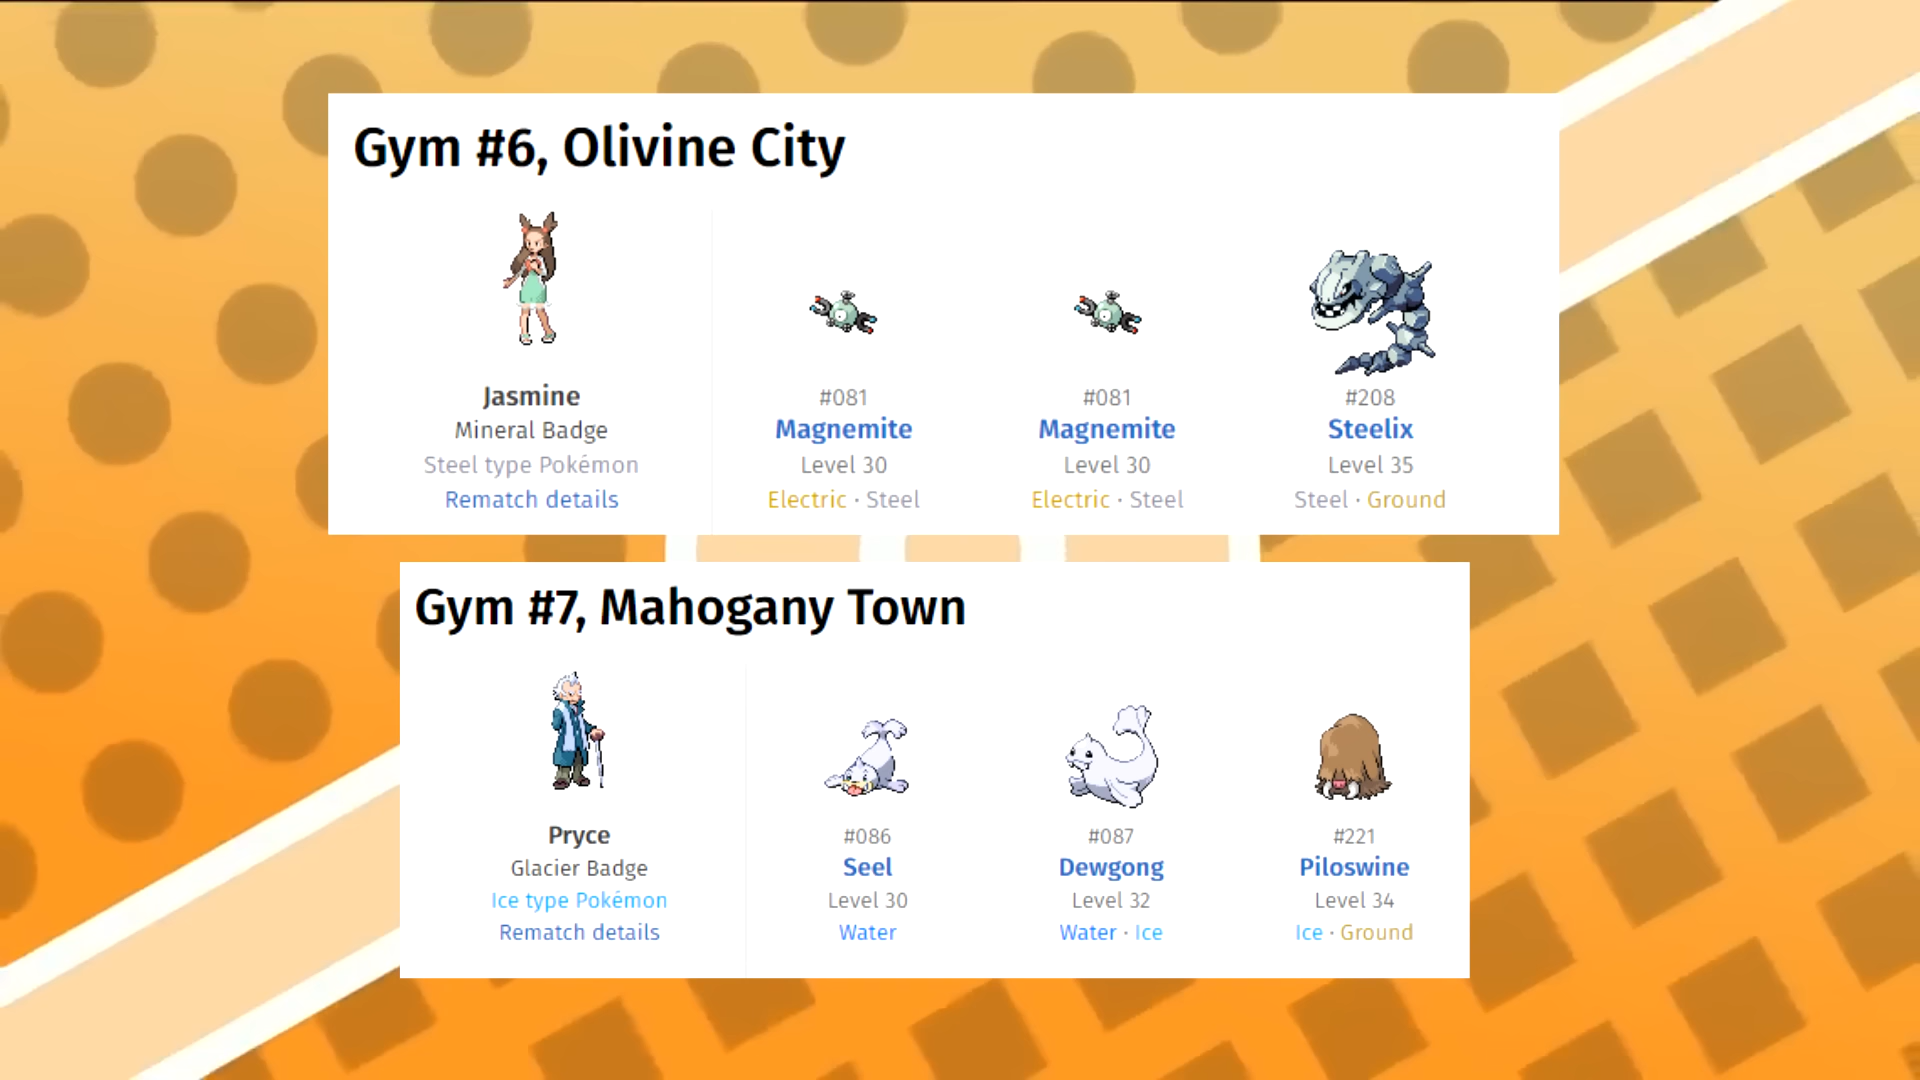 Gym #6, Olivine City
Jasmine
Mineral Badge
Steel type Pokémon
Rematch details
#081
Magnemite
Level 30
Electric · Steel
#081
Magnemite
Level 30
Electric · Steel
#208
Steelix
Level 35
Steel · Ground
Gym #7, Mahogany Town
Pryce
Glacier Badge
Ice type Pokémon
Rematch details
#086
Seel
Level 30
Water
#087
Dewgong
Level 32
Water · Ice
#221
Piloswine
Level 34
Ice · Ground